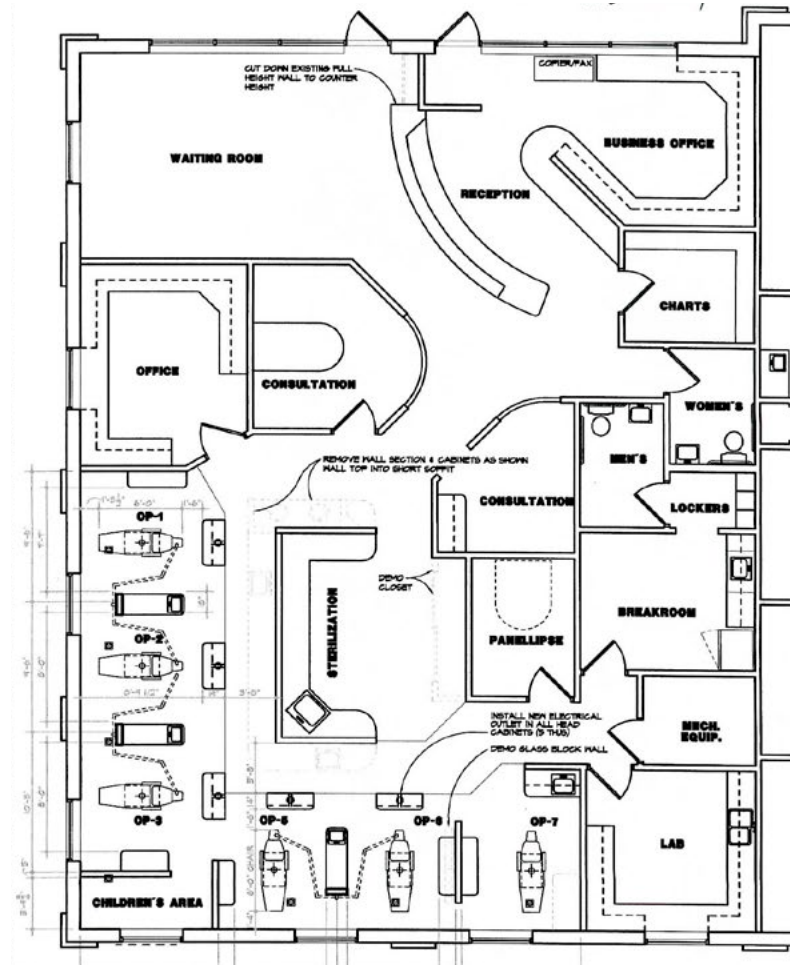 CUT DOWN EXISTING FULL
HEIGHT WALL TO COUNTER
HEIGHT
COPIER/FAX
WAITING ROOM
BUSINESS OFFICE
RECEPTION
CHARTS
OFFICE
CONSULTATION
WOMEN'S
MEN'S
REMOVE WALL SECTION & CABINETS AS SHOWN
WALL TOP INTO SHORT SOFFIT
CONSULTATION
LOCKERS
6'-0"
OP-1
STERILIZATION
DEMO
CLOSET
BREAKROOM
PANELLIPSE
OP-2
INSTALL NEW ELECTRICAL
OUTLET IN ALL HEAD
CABINETS (5 THUS)
MECH.
EQUIP.
DEMO GLASS BLOCK WALL
OP-3
OP-5
OP-6
OP-7
LAB
CHILDREN'S AREA